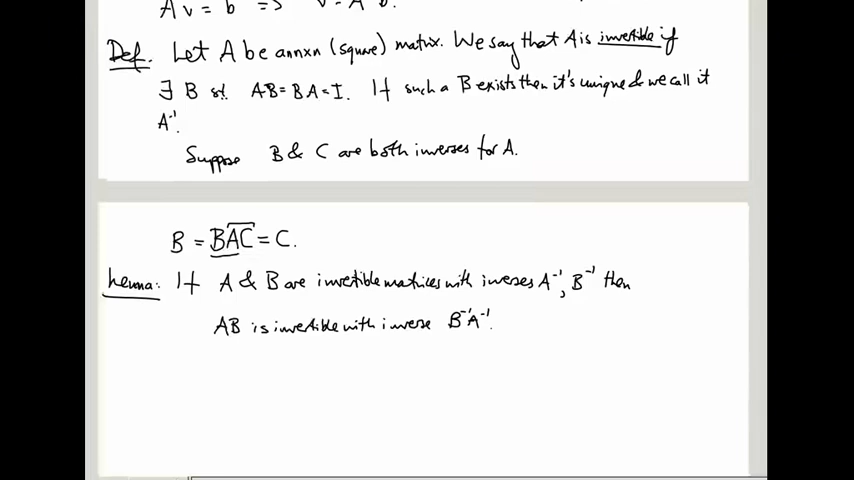 A v = b => v = A b.
Def. Let A be an nxn (square) matrix. We say that A is invertible if
∃ B st. AB = BA = I. If such a B exists then it's unique & we call it
A⁻¹.
Suppose B & C are both inverses for A.
B = BAC = C.
Lemma: If A & B are invertible matrices with inverses A⁻¹, B⁻¹ then
AB is invertible with inverse B⁻¹A⁻¹.